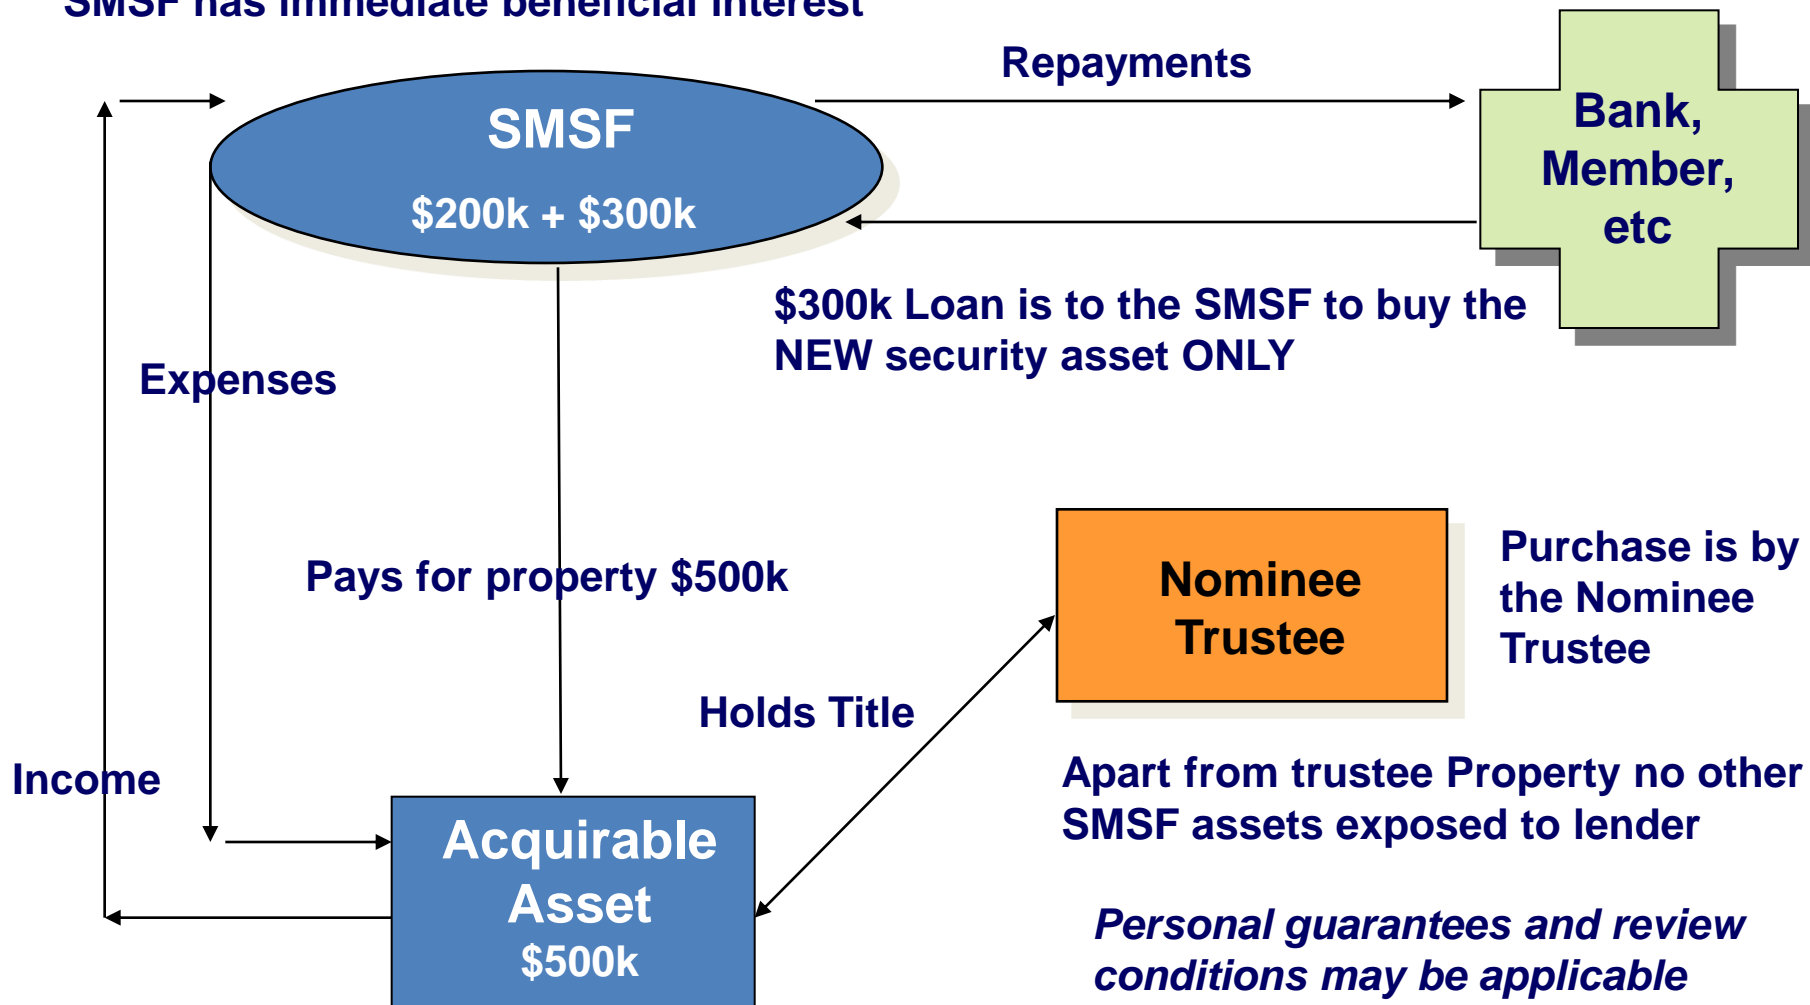 SMSF has immediate beneficial interest
Repayments
Bank,
Member,
etc
SMSF
$200k + $300k
$300k Loan is to the SMSF to buy the
NEW security asset ONLY
Expenses
Pays for property $500k
Nominee
Trustee
Purchase is by
the Nominee
Trustee
Holds Title
Income
Apart from trustee Property no other
SMSF assets exposed to lender
Acquirable
Asset
$500k
Personal guarantees and review
conditions may be applicable